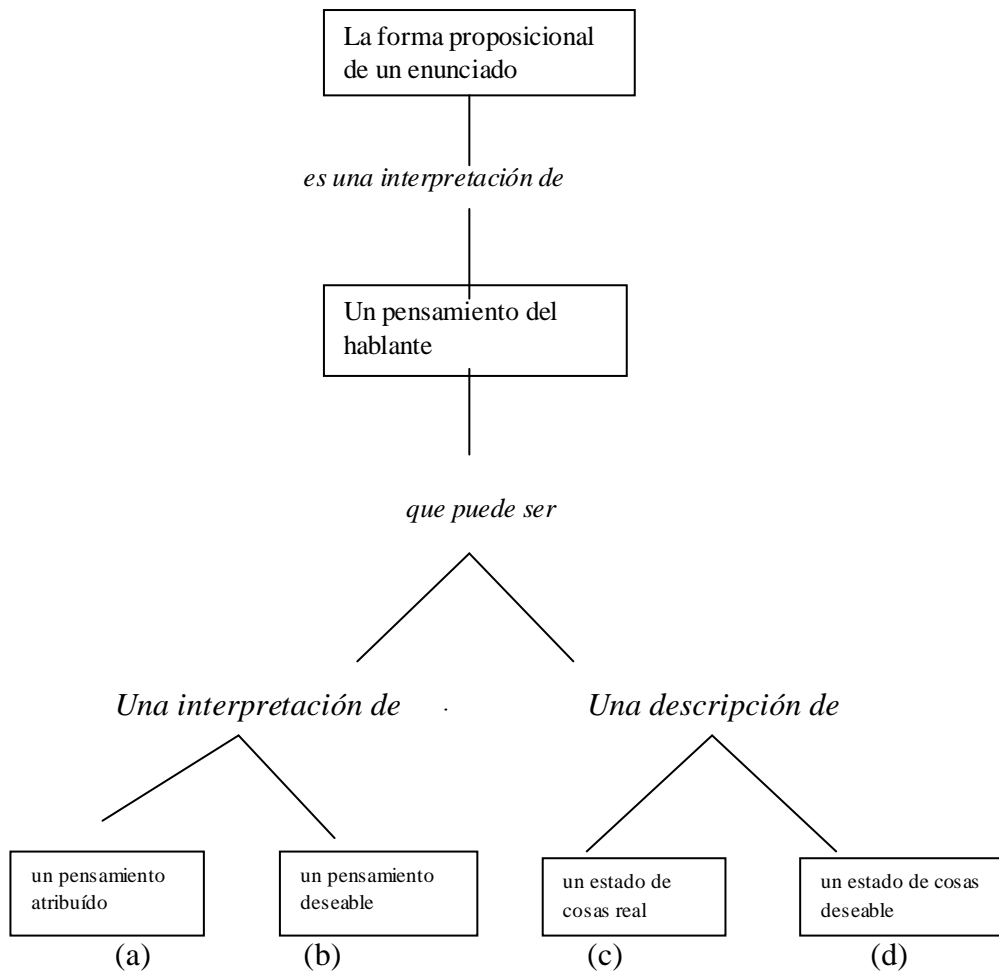 La forma proposicional
de un enunciado
es una interpretación de
Un pensamiento del
hablante
que puede ser
Una interpretación de
Una descripción de
un pensamiento
atribuído
un pensamiento
deseable
un estado de
cosas real
un estado de cosas
deseable
(a) (b) (c) (d)